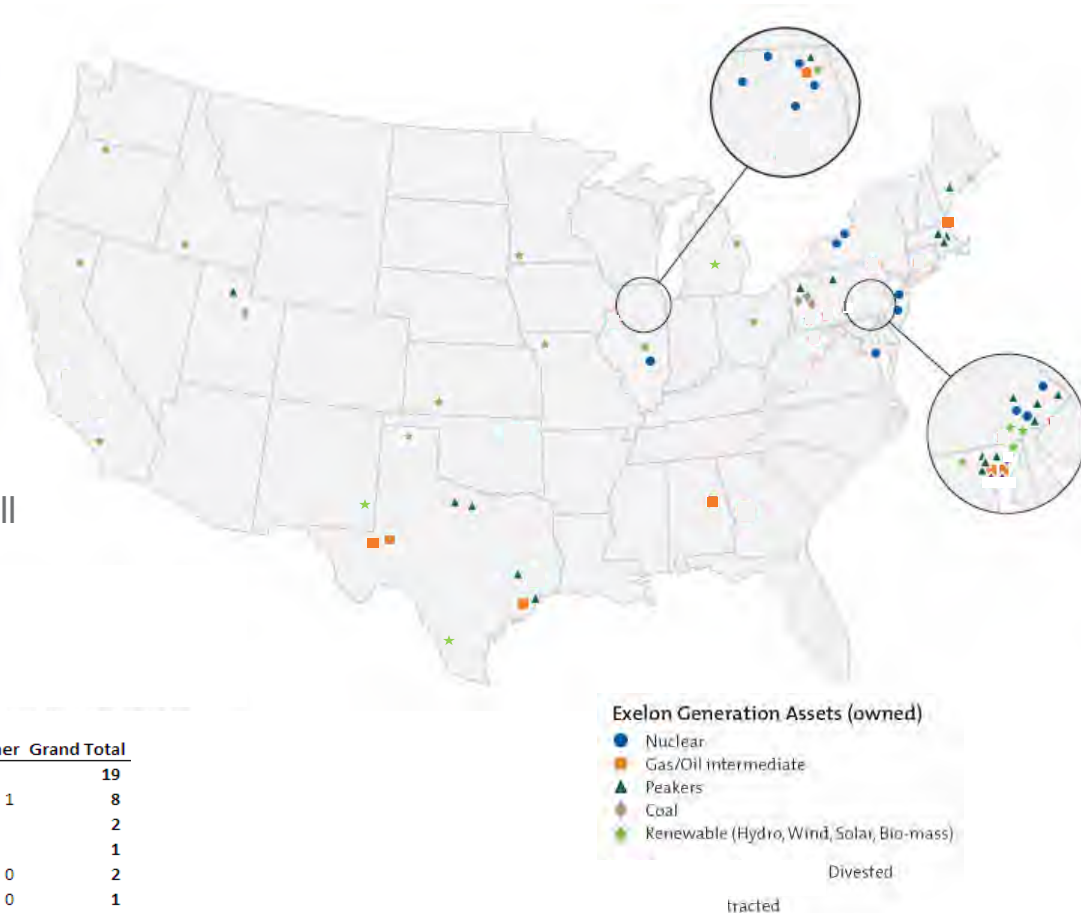 ll
Grand Total
19
1 8
2
1
0 2
0 1
Exelon Generation Assets (owned)
Nuclear
Gas/Oil intermediate
Peakers
Coal
Renewable (Hydro, Wind, Solar, Bio-mass)
Divested
tracted